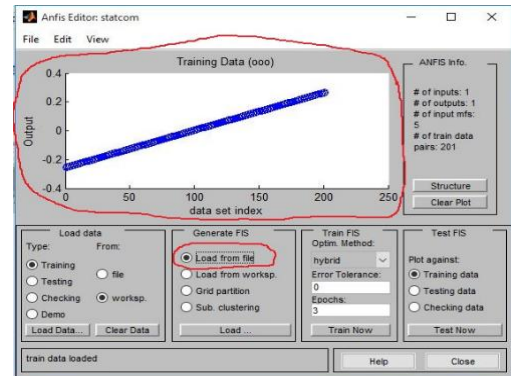 Anfis Editor: statcom
File Edit View
Training Data (ooo)
0.4
0.2
0
-0.2
-0.4
Output
0 50 100 150 200 250
data set index
ANFIS Info.
# of inputs: 1
# of outputs: 1
# of input mfs:
5
# of train data
pairs: 201
Structure
Clear Plot
Load data
Type: From:
Training
Testing
Checking
Demo
file
worksp.
Load Data... Clear Data
Generate FIS
Load from file
Load from worksp.
Grid partition
Sub. clustering
Load ...
Train FIS
Optim. Method:
hybrid
Error Tolerance:
0
Epochs:
3
Train Now
Test FIS
Plot against:
Training data
Testing data
Checking data
Test Now
train data loaded
Help Close